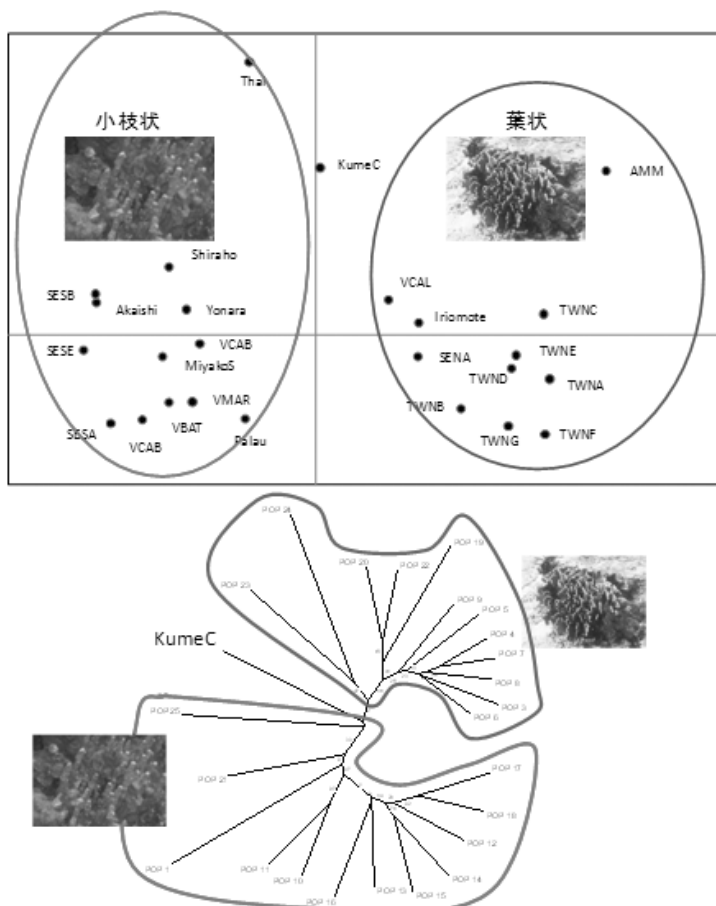 Thai
小枝状
葉状
KumeC
AMM
Shiraho
SESB
Akaishi
Yonara
VCAL
Iriomote
TWNC
SESE
VCAB
MiyakoS
SENA
TWNE
TWND
TWNA
VMAR
TWNB
SESA
VCAB
VBAT
Palau
TWNG
TWNF
POP 24
POP 20
POP 22
POP 19
POP 23
POP 9
POP 5
POP 4
KumeC
POP 7
POP 8
POP 3
POP 6
POP 25
POP 21
POP 17
POP 18
POP 12
POP 1
POP 11
POP 10
POP 14
POP 16
POP 13
POP 15